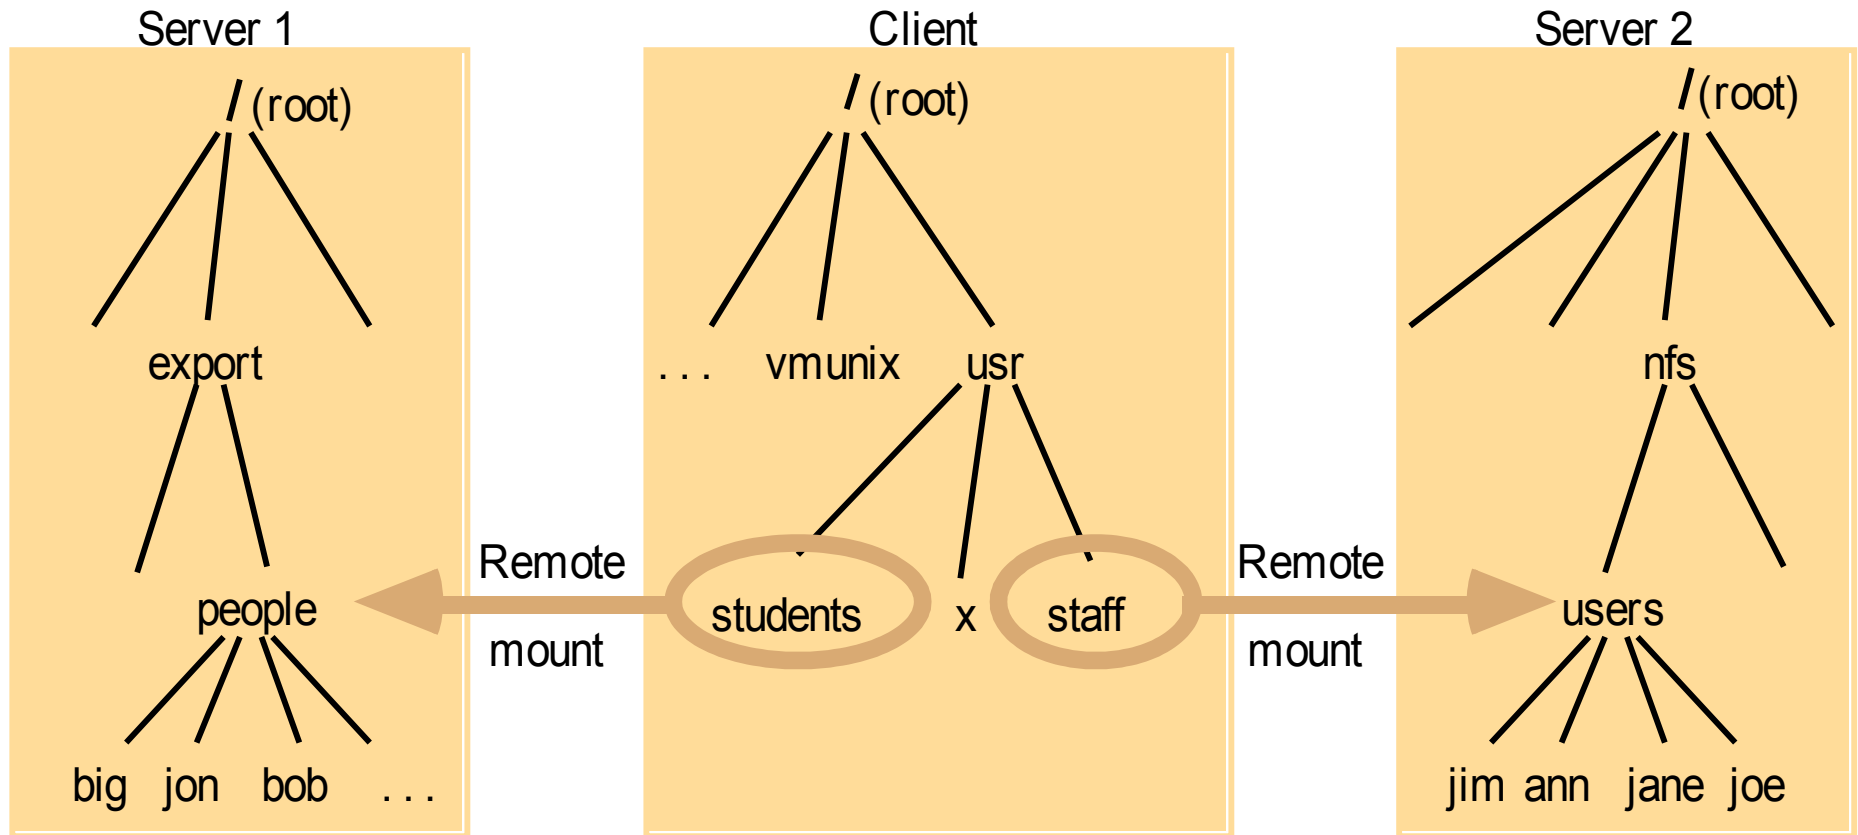 Server 1 Client Server 2
/ (root) / (root) / (root)
export . . . vmunix usr nfs
Remote Remote
people students x staff users
mount mount
big jon bob . . . jim ann jane joe